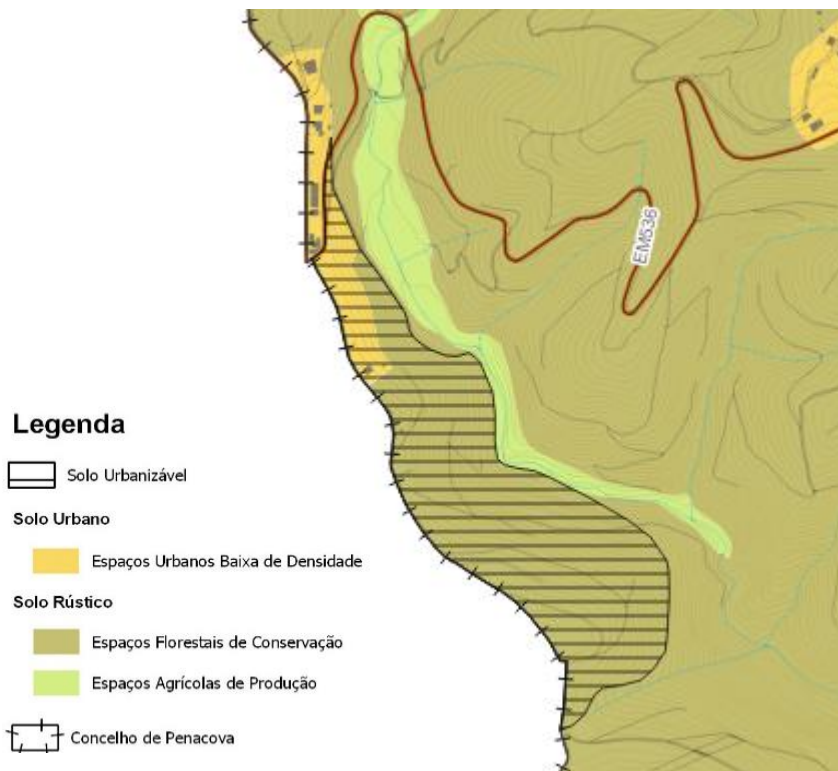 EM536
Legenda
Solo Urbanizável
Solo Urbano
Espaços Urbanos Baixa de Densidade
Solo Rústico
Espaços Florestais de Conservação
Espaços Agrícolas de Produção
Concelho de Penacova